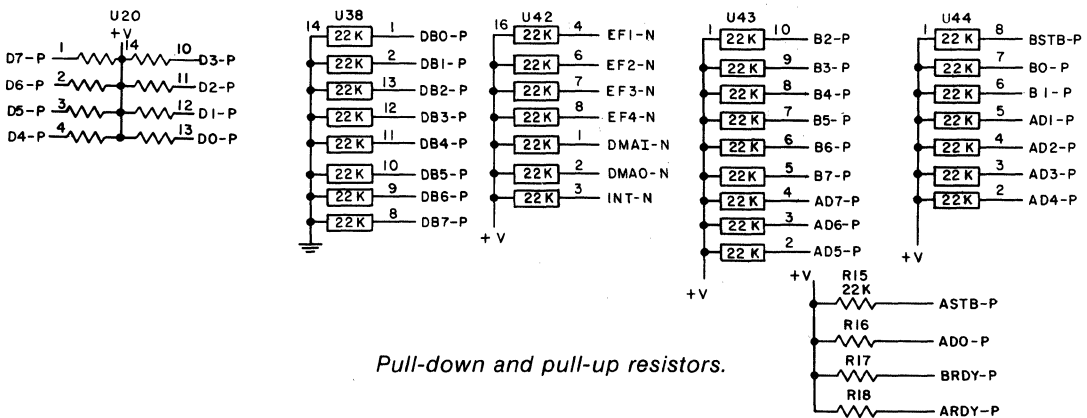 U20
+V
D7-P 1 14 10 D3-P
D6-P 2 11 D2-P
D5-P 3 12 D1-P
D4-P 4 13 D0-P
U38
14 22K 1 DB0-P
22K 2 DB1-P
22K 13 DB2-P
22K 12 DB3-P
22K 11 DB4-P
22K 10 DB5-P
22K 9 DB6-P
22K 8 DB7-P
U42
16 22K 4 EF1-N
22K 6 EF2-N
22K 7 EF3-N
22K 8 EF4-N
22K 1 DMAI-N
22K 2 DMAO-N
22K 3 INT-N
+V
U43
1 22K 10 B2-P
22K 9 B3-P
22K 8 B4-P
22K 7 B5-P
22K 6 B6-P
22K 5 B7-P
22K 4 AD7-P
22K 3 AD6-P
22K 2 AD5-P
+V
U44
1 22K 8 BSTB-P
22K 7 B0-P
22K 6 B1-P
22K 5 AD1-P
22K 4 AD2-P
22K 3 AD3-P
22K 2 AD4-P
+V
+V
R15
22K ASTB-P
R16
AD0-P
R17
BRDY-P
R18
ARDY-P
Pull-down and pull-up resistors.